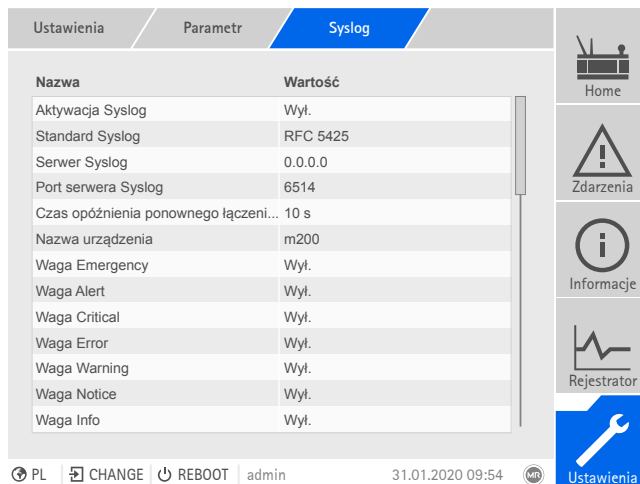 Ustawienia Parametr Syslog
Nazwa Wartość
Aktywacja Syslog Wył.
Standard Syslog RFC 5425
Serwer Syslog 0.0.0.0
Port serwera Syslog 6514
Czas opóźnienia ponownego łączeni... 10 s
Nazwa urządzenia m200
Waga Emergency Wył.
Waga Alert Wył.
Waga Critical Wył.
Waga Error Wył.
Waga Warning Wył.
Waga Notice Wył.
Waga Info Wył.
Home
Zdarzenia
Informacje
Rejestrator
Ustawienia
PL CHANGE REBOOT admin 31.01.2020 09:54 MR